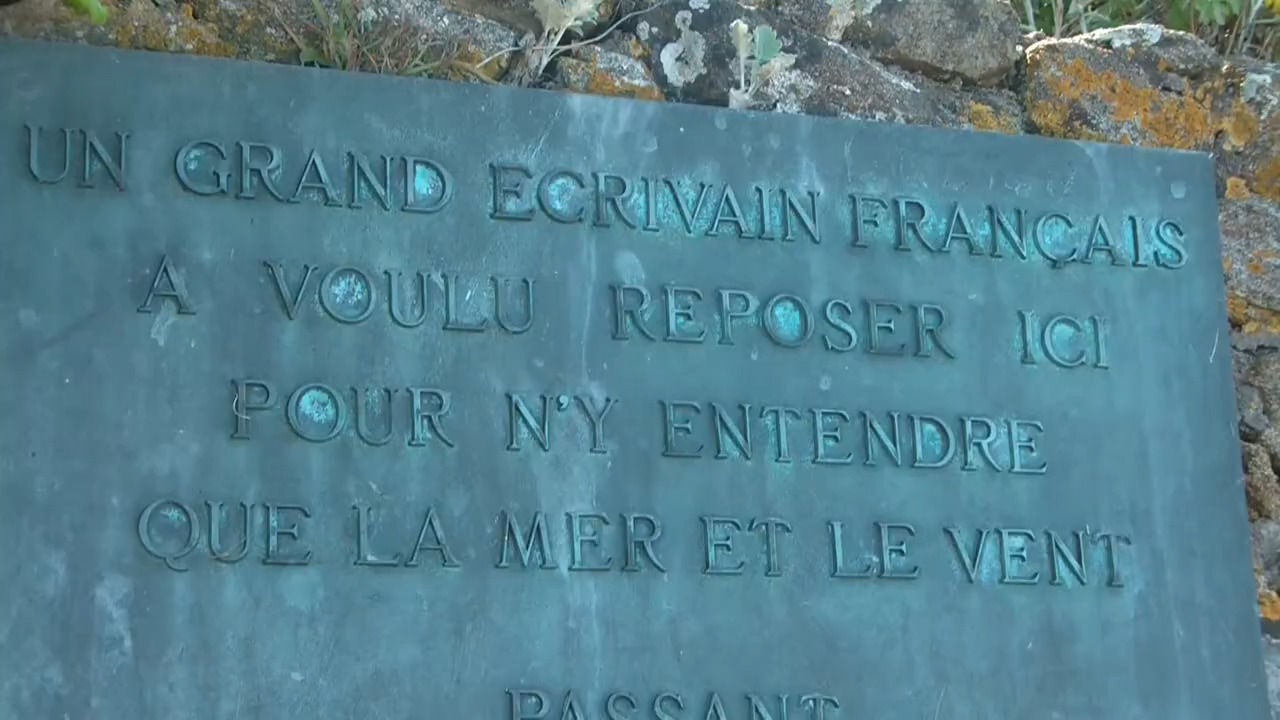 UN GRAND ECRIVAIN FRANÇAIS
A VOULU REPOSER ICI
POUR N'Y ENTENDRE
QUE LA MER ET LE VENT
PASSANT